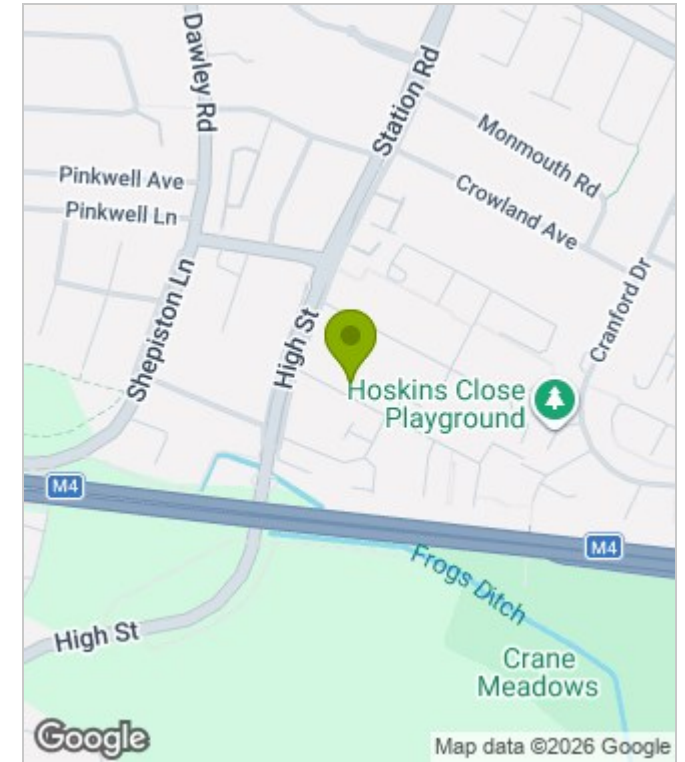 Dawley Rd
Station Rd
Monmouth Rd
Pinkwell Ave
Crowland Ave
Pinkwell Ln
Shepiston Ln
High St
Cranford Dr
Hoskins Close
Playground
M4
M4
Frogs Ditch
High St
Crane
Meadows
Google
Map data ©2026 Google